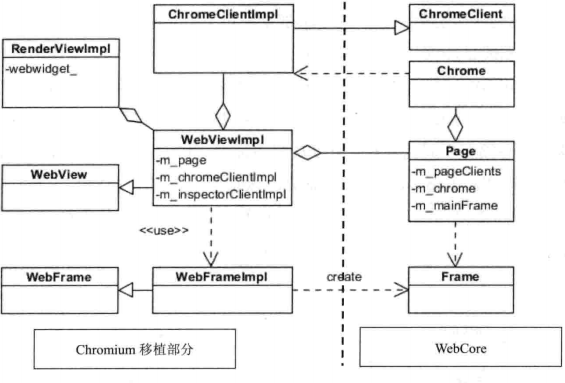 ChromeClientImpl
ChromeClient
RenderViewImpl
-webwidget_
Chrome
WebViewImpl
-m_page
-m_chromeClientImpl
-m_inspectorClientImpl
Page
-m_pageClients
-m_chrome
-m_mainFrame
WebView
<<use>>
WebFrame
WebFrameImpl
create
Frame
Chromium 移植部分
WebCore